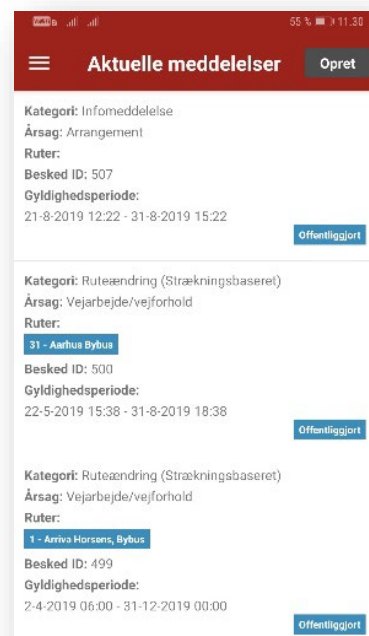 55 % 11.30
Aktuelle meddelelser
Opret
Kategori: Infomeddelelse
Årsag: Arrangement
Ruter:
Besked ID: 507
Gyldighedsperiode:
21-8-2019 12:22 - 31-8-2019 15:22
Offentliggjort
Kategori: Ruteændring (Strækningsbaseret)
Årsag: Vejarbejde/vejforhold
Ruter:
31 - Aarhus Bybus
Besked ID: 500
Gyldighedsperiode:
22-5-2019 15:38 - 31-8-2019 18:38
Offentliggjort
Kategori: Ruteændring (Strækningsbaseret)
Årsag: Vejarbejde/vejforhold
Ruter:
1 - Arriva Horsens, Bybus
Besked ID: 499
Gyldighedsperiode:
2-4-2019 06:00 - 31-12-2019 00:00
Offentliggjort